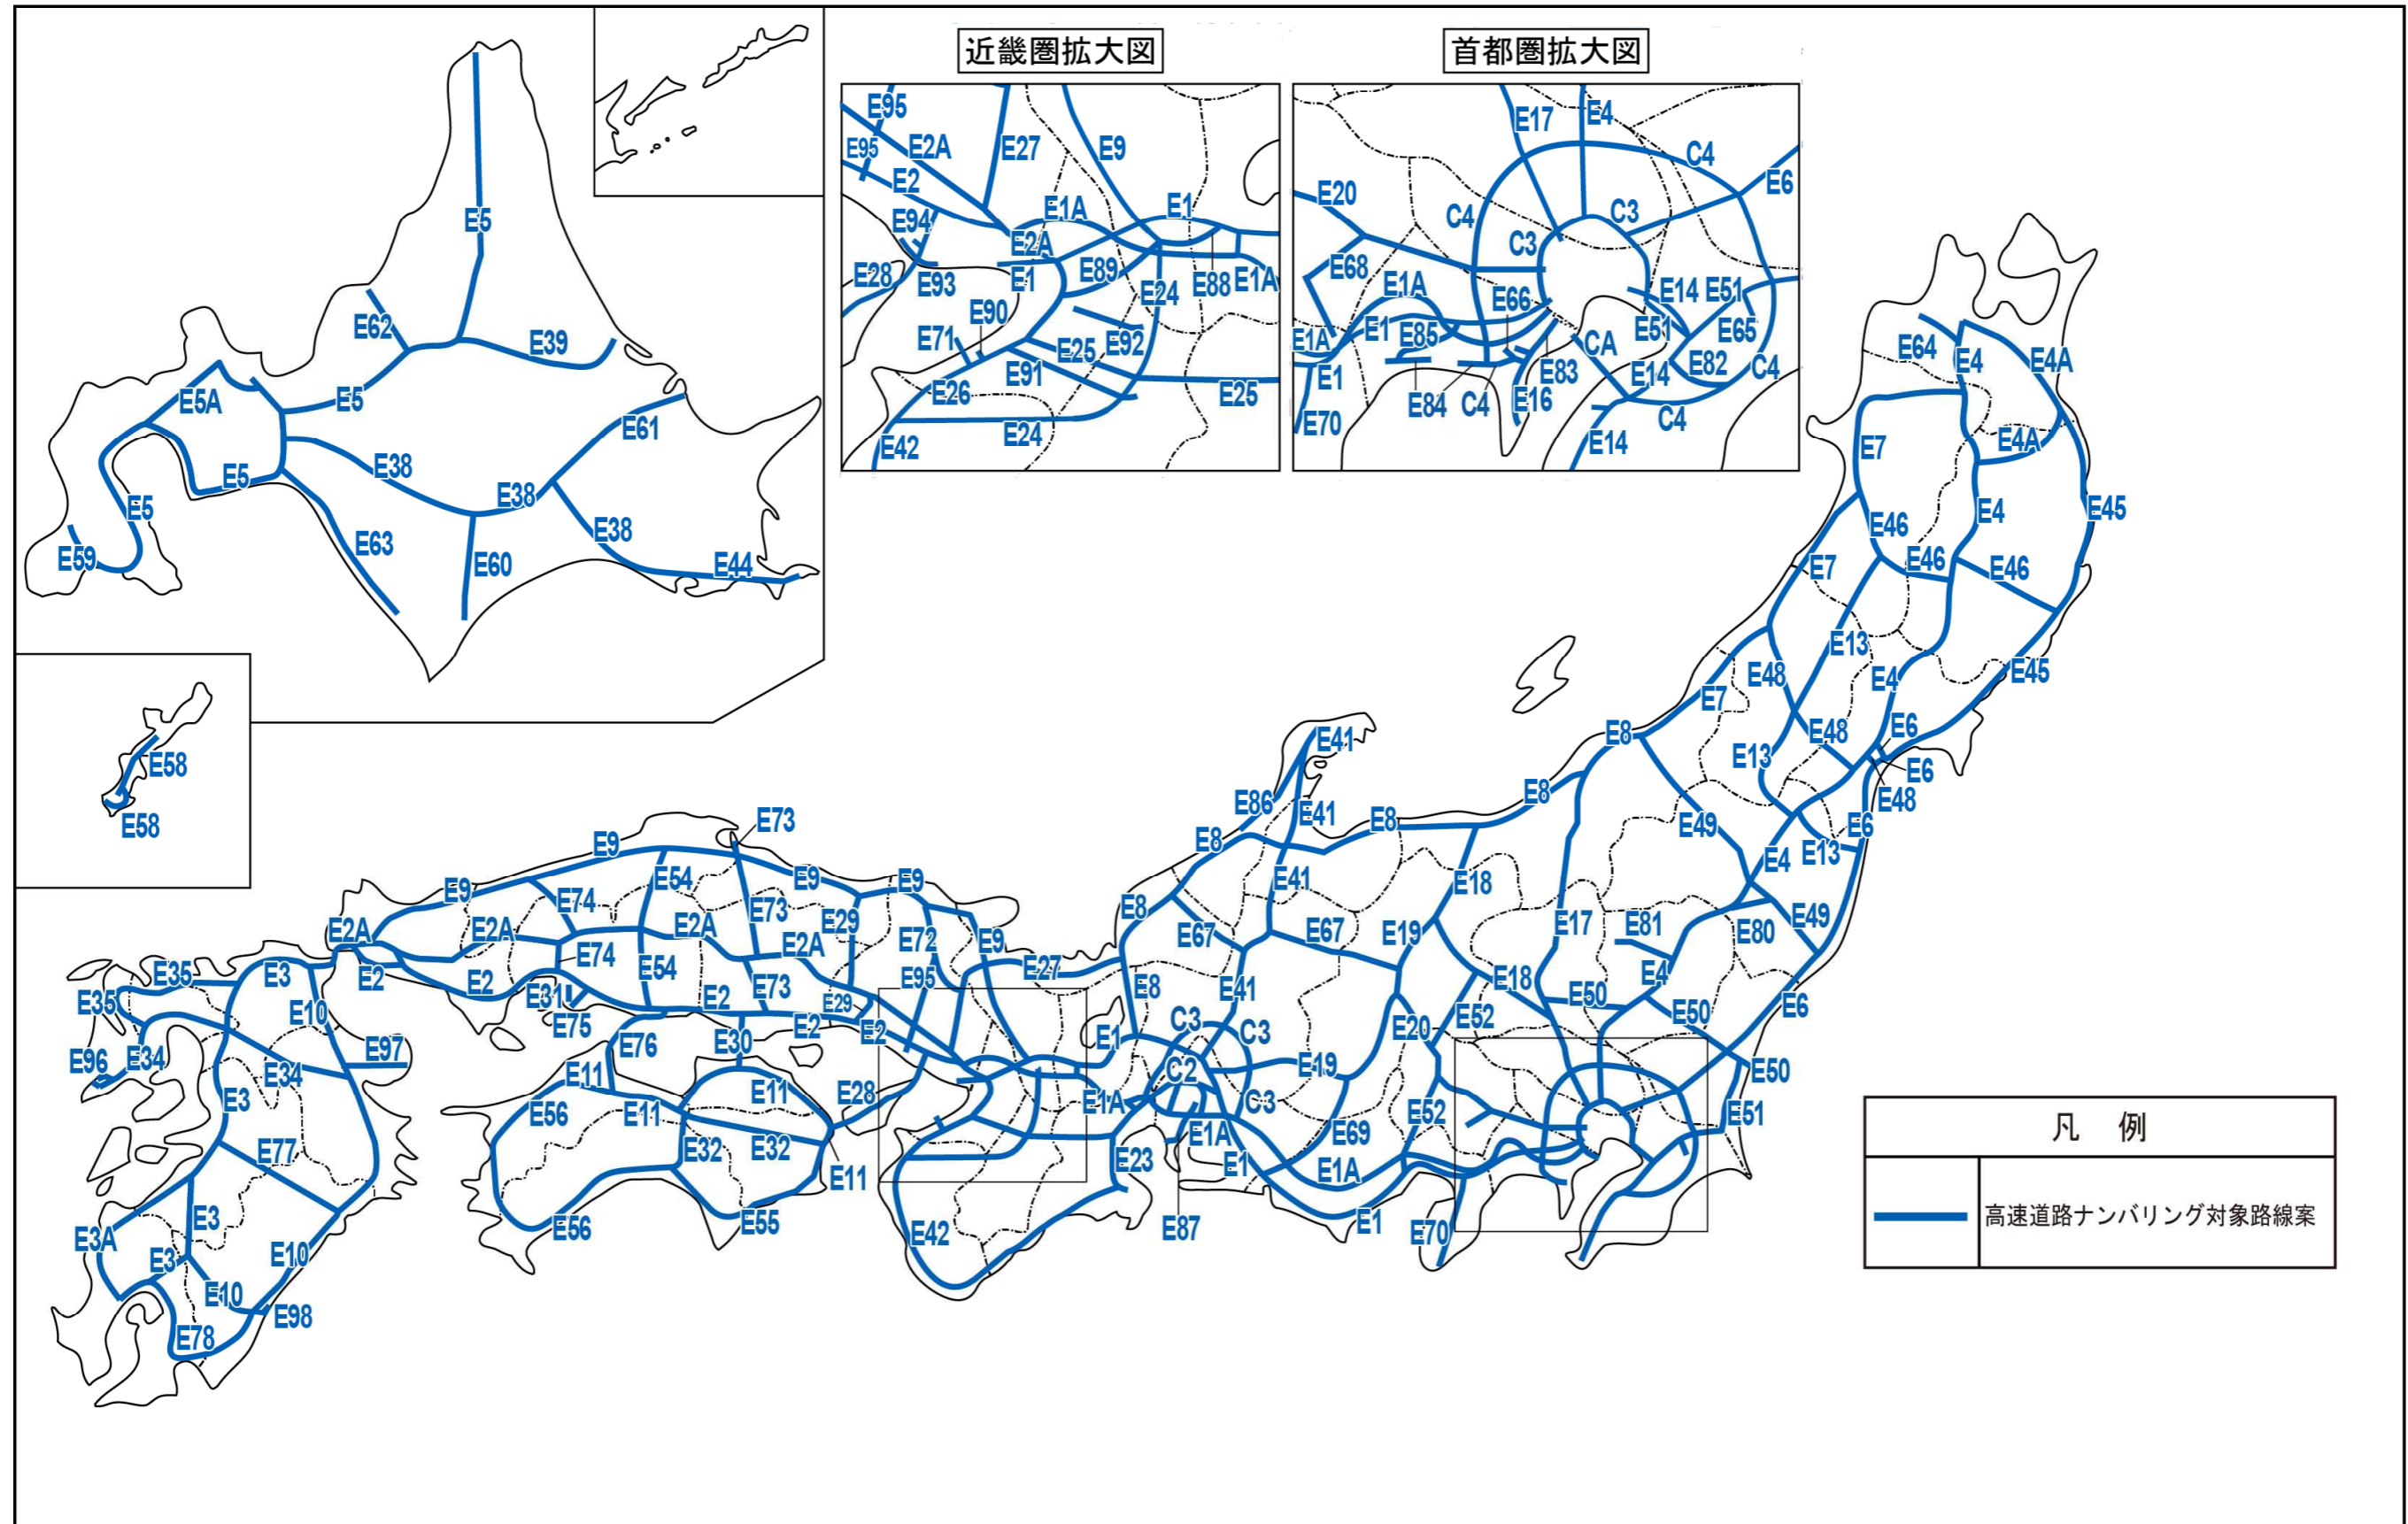 近畿圏拡大図
首都圏拡大図
E5
E62
E39
E5A
E5
E61
E38
E5
E38
E5
E38
E63
E59
E60
E44
E58
E58
E95
E95
E2A
E27
E9
E2
E94
E1A
E1
E2A
E28
E93
E1
E89
E88
E1A
E24
E90
E71
E25
E92
E91
E26
E25
E24
E42
E17
E4
C4
E6
E20
C4
C3
C3
E68
E1A
E66
E14
E51
E1A
E1
E85
CA
E51
E65
E1
E83
E14
E82
C4
E84
C4
E16
E70
C4
E14
E64
E4
E4A
E7
E4A
E46
E4
E45
E7
E46
E46
E13
E48
E4
E45
E7
E48
E6
E13
E6
E48
E8
E49
E6
E4
E13
E41
E86
E41
E8
E8
E8
E18
E41
E67
E67
E19
E17
E81
E80
E49
E8
E18
E4
E50
E50
E6
E8
E41
E20
E52
E50
C3
C3
E1
C2
E19
C3
E1A
E52
E51
E69
E1A
E23
E1
E1A
E87
E1
E70
E42
E73
E9
E54
E9
E9
E9
E74
E73
E29
E2A
E2A
E2A
E2A
E72
E9
E74
E54
E95
E27
E2
E2
E31
E2
E73
E29
E75
E2
E2
E76
E30
E11
E11
E28
E56
E11
E32
E32
E11
E56
E55
E35
E3
E35
E10
E96
E34
E34
E97
E3
E77
E3
E3A
E3
E10
E10
E98
E78
凡 例
高速道路ナンバリング対象路線案